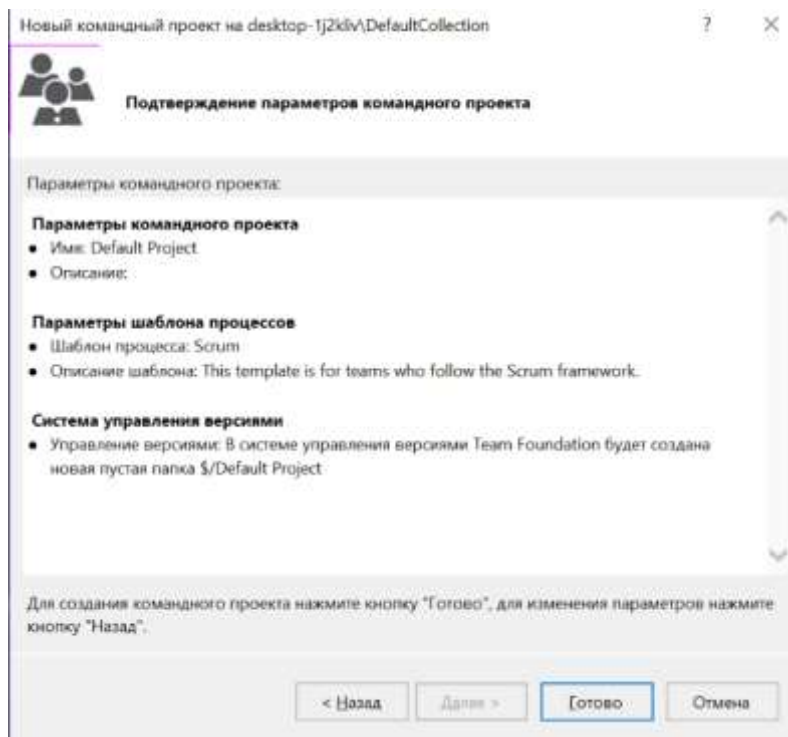 Новый командный проект на desktop-1j2kliv\DefaultCollection
?
Подтверждение параметров командного проекта
Параметры командного проекта:
Параметры командного проекта
• Имя: Default Project
• Описание:
Параметры шаблона процессов
• Шаблон процесса: Scrum
• Описание шаблона: This template is for teams who follow the Scrum framework.
Система управления версиями
• Управление версиями: В системе управления версиями Team Foundation будет создана
новая пустая папка $/Default Project
Для создания командного проекта нажмите кнопку "Готово", для изменения параметров нажмите
кнопку "Назад".
< Назад
Далее >
Готово
Отмена